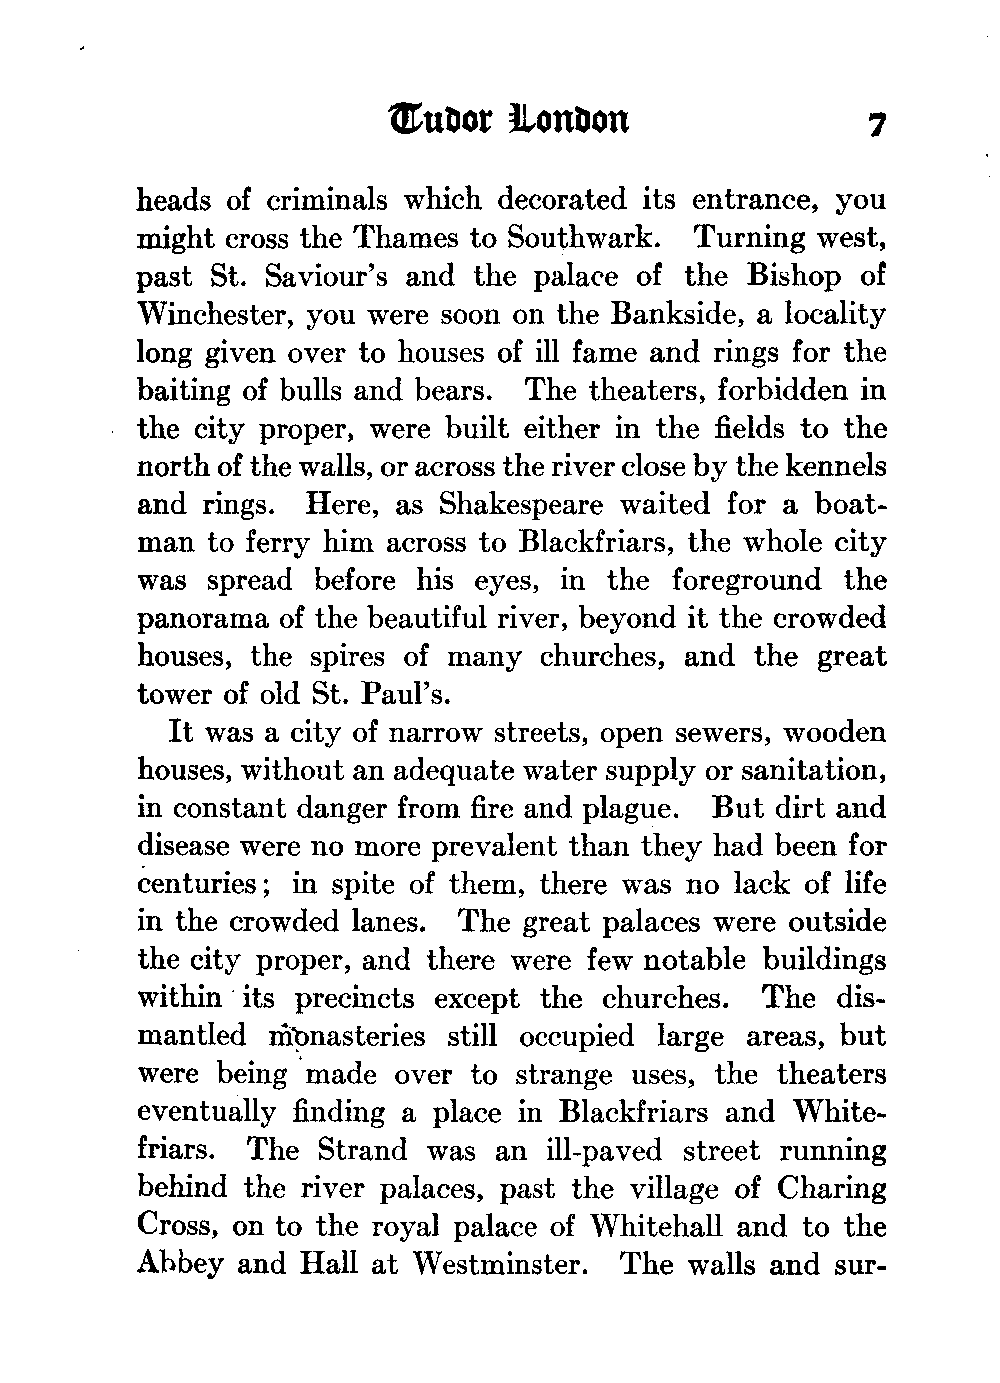 Tudor London 7
heads of criminals which decorated its entrance, you
might cross the Thames to Southwark. Turning west,
past St. Saviour's and the palace of the Bishop of
Winchester, you were soon on the Bankside, a locality
long given over to houses of ill fame and rings for the
baiting of bulls and bears. The theaters, forbidden in
the city proper, were built either in the fields to the
north of the walls, or across the river close by the kennels
and rings. Here, as Shakespeare waited for a boat-
man to ferry him across to Blackfriars, the whole city
was spread before his eyes, in the foreground the
panorama of the beautiful river, beyond it the crowded
houses, the spires of many churches, and the great
tower of old St. Paul's.
It was a city of narrow streets, open sewers, wooden
houses, without an adequate water supply or sanitation,
in constant danger from fire and plague. But dirt and
disease were no more prevalent than they had been for
centuries; in spite of them, there was no lack of life
in the crowded lanes. The great palaces were outside
the city proper, and there were few notable buildings
within its precincts except the churches. The dis-
mantled monasteries still occupied large areas, but
were being made over to strange uses, the theaters
eventually finding a place in Blackfriars and White-
friars. The Strand was an ill-paved street running
behind the river palaces, past the village of Charing
Cross, on to the royal palace of Whitehall and to the
Abbey and Hall at Westminster. The walls and sur-